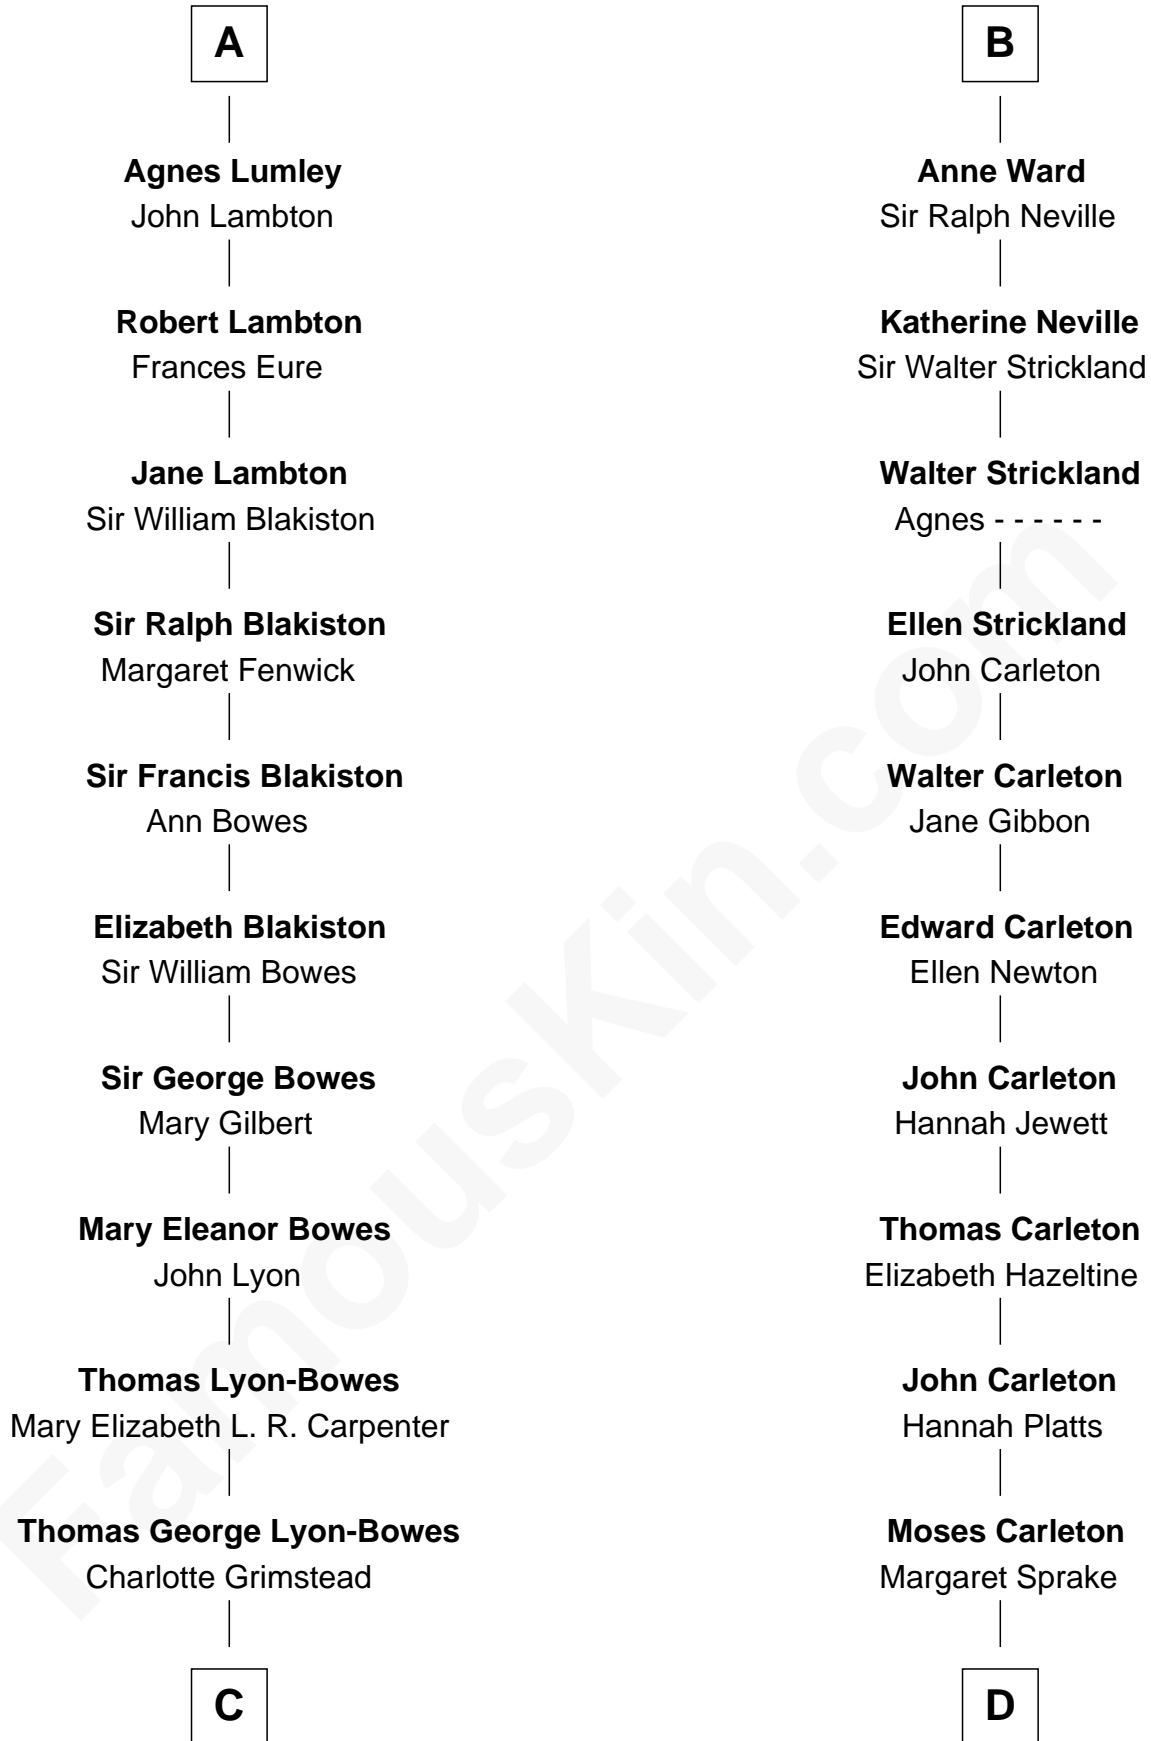 A
Agnes Lumley
John Lambton
Robert Lambton
Frances Eure
Jane Lambton
Sir William Blakiston
Sir Ralph Blakiston
Margaret Fenwick
Sir Francis Blakiston
Ann Bowes
Elizabeth Blakiston
Sir William Bowes
Sir George Bowes
Mary Gilbert
Mary Eleanor Bowes
John Lyon
Thomas Lyon-Bowes
Mary Elizabeth L. R. Carpenter
Thomas George Lyon-Bowes
Charlotte Grimstead
C
B
Anne Ward
Sir Ralph Neville
Katherine Neville
Sir Walter Strickland
Walter Strickland
Agnes - - - - - -
Ellen Strickland
John Carleton
Walter Carleton
Jane Gibbon
Edward Carleton
Ellen Newton
John Carleton
Hannah Jewett
Thomas Carleton
Elizabeth Hazeltine
John Carleton
Hannah Platts
Moses Carleton
Margaret Sprake
D
FamousKin.com